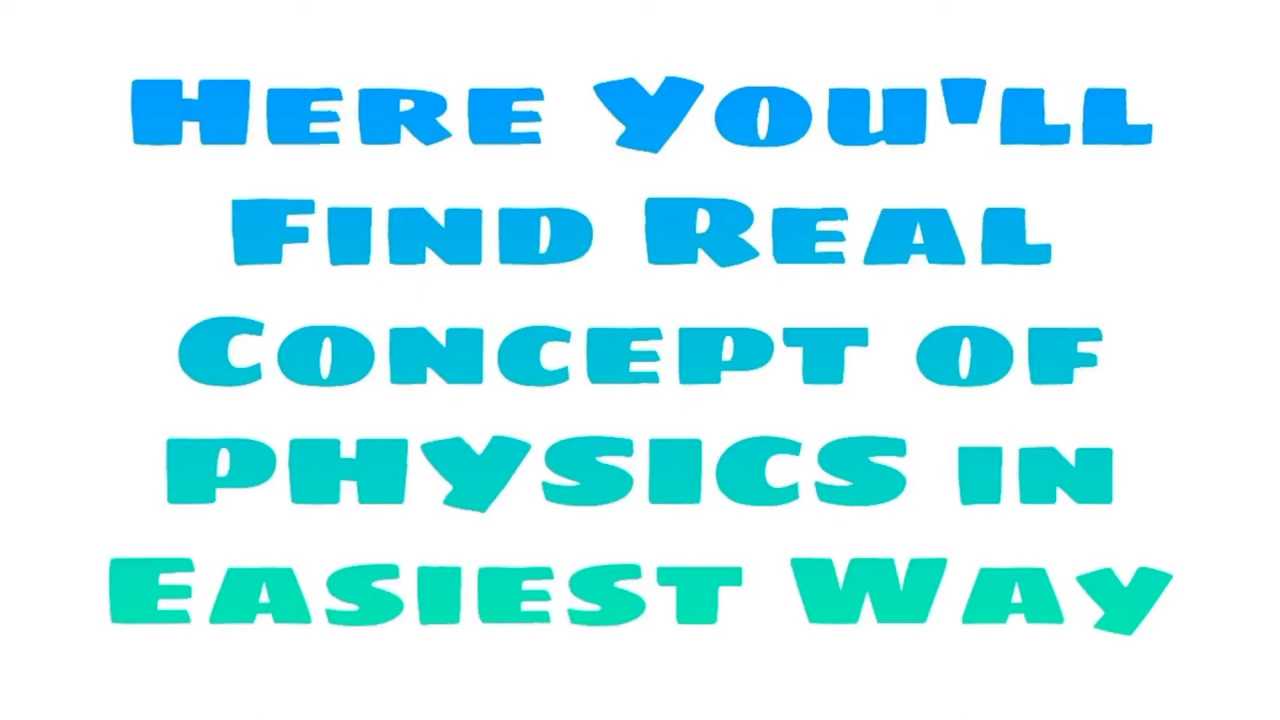 Here You'll
Find Real
Concept of
PHYSICS in
Easiest Way